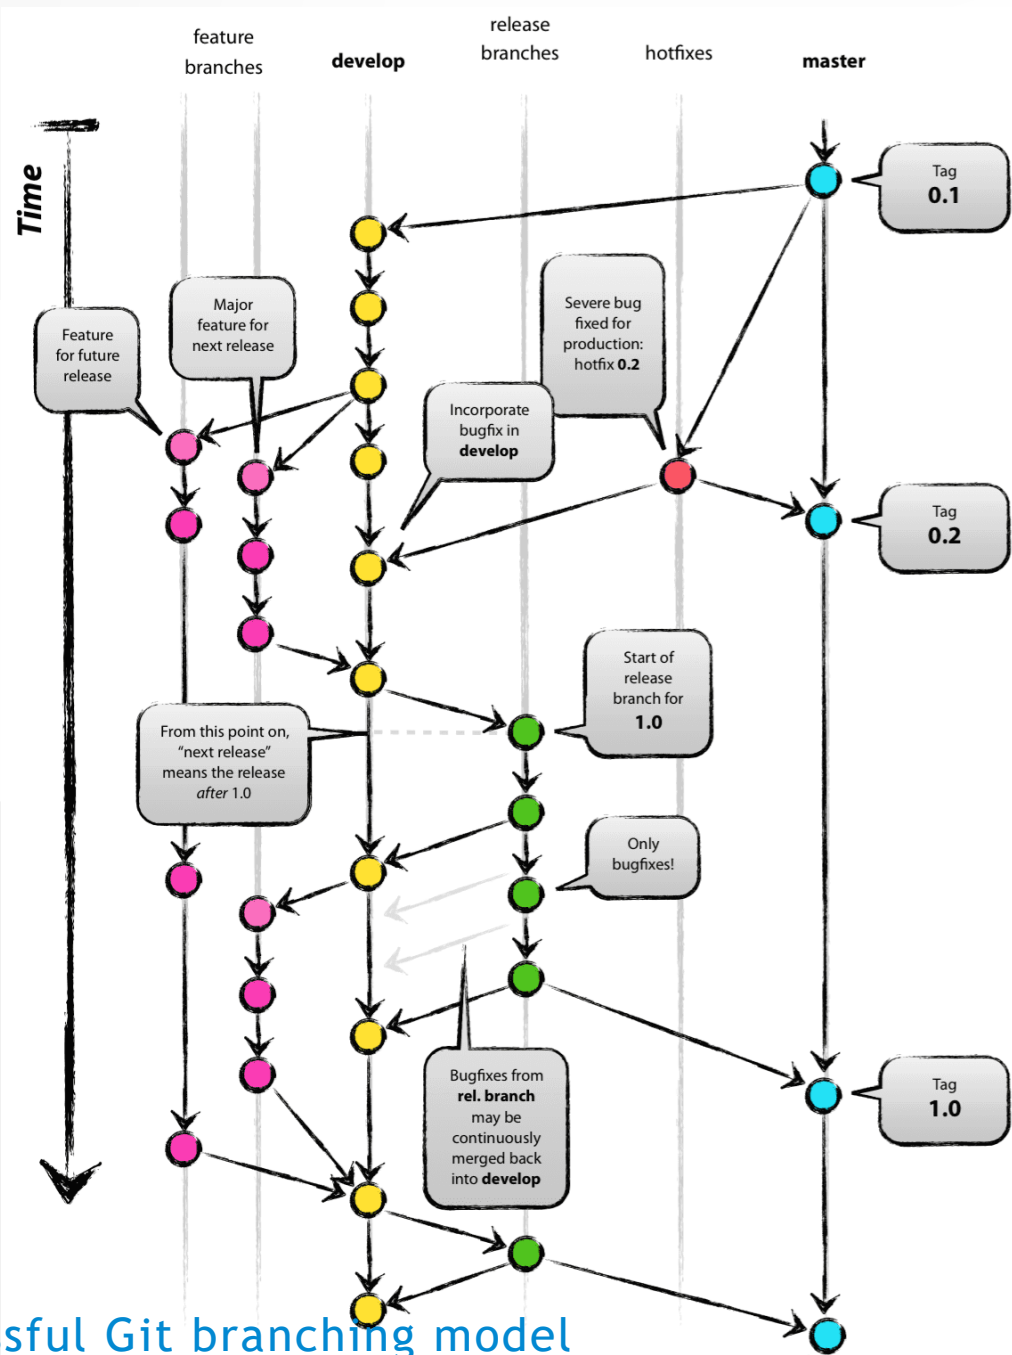 feature
branches
develop
release
branches
hotfixes
master
Time
Tag
0.1
Major
feature for
next release
Severe bug
fixed for
production:
hotfix 0.2
Feature
for future
release
Incorporate
bugfix in
develop
Tag
0.2
Start of
release
branch for
1.0
From this point on,
“next release”
means the release
after 1.0
Only
bugfixes!
Bugfixes from
rel. branch
may be
continuously
merged back
into develop
Tag
1.0
ssful Git branching model